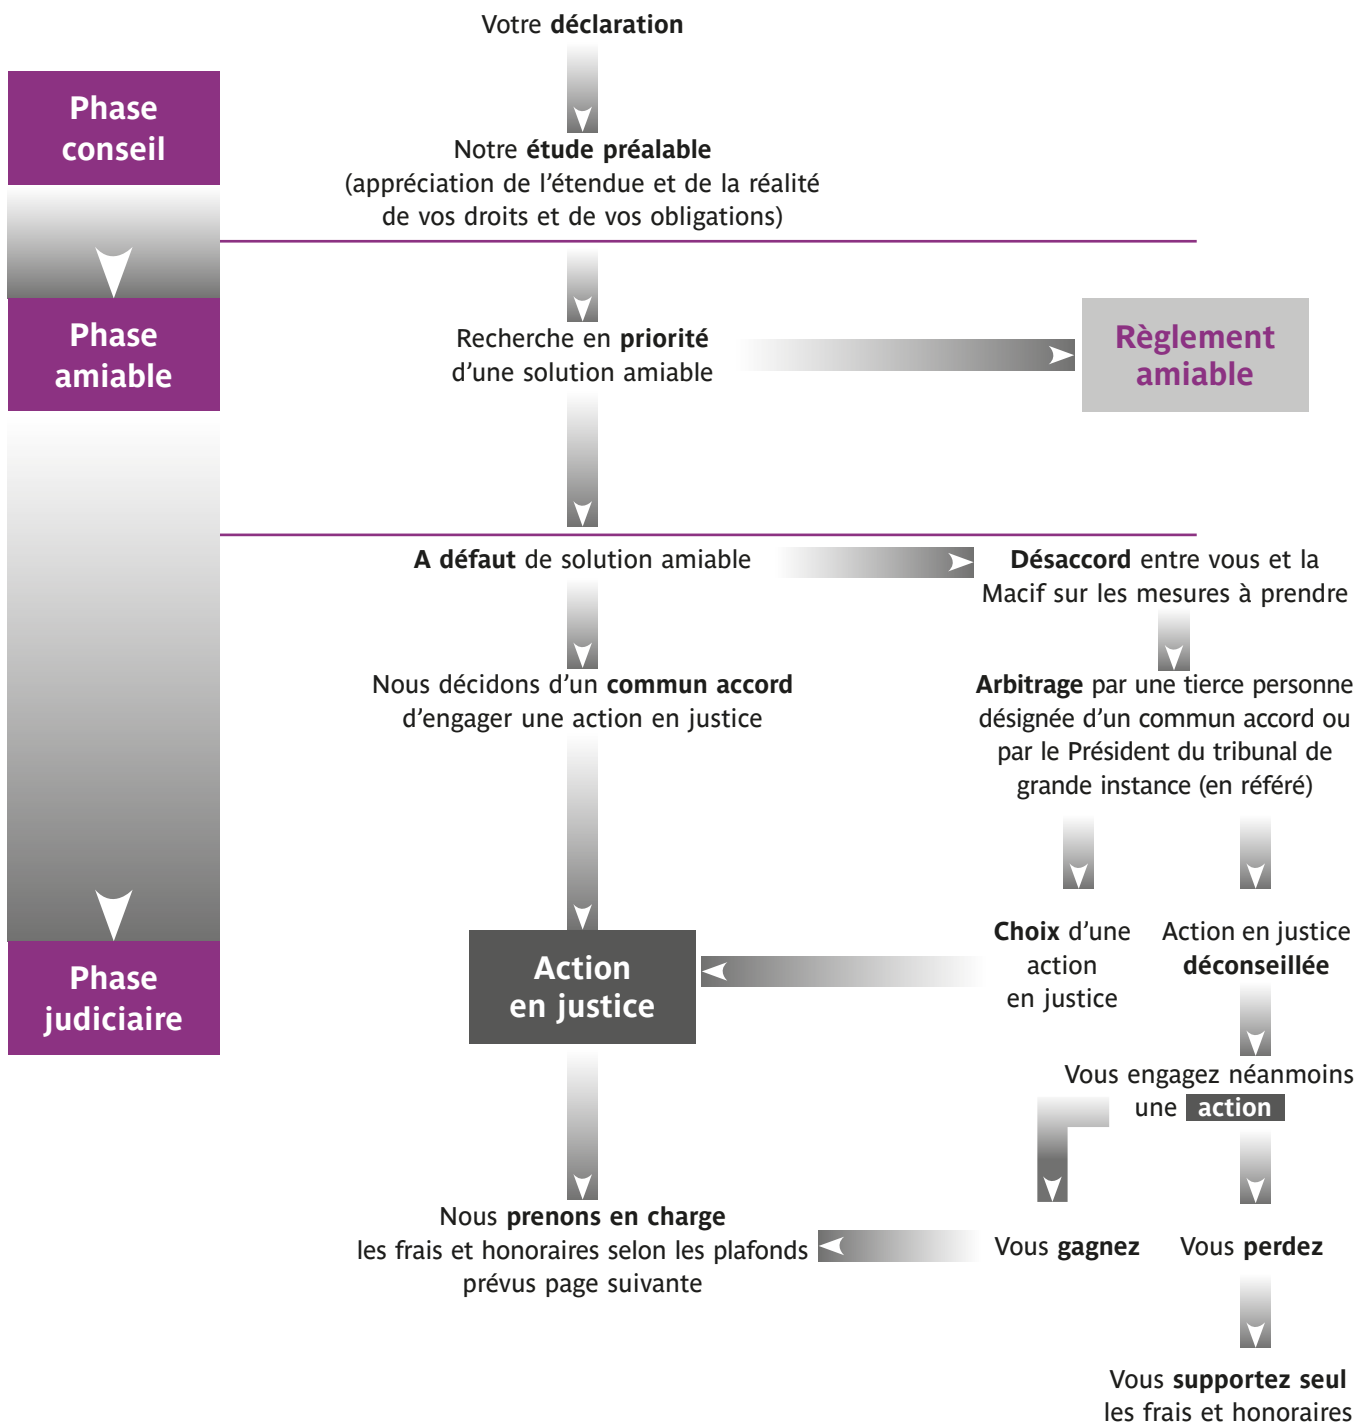 Votre déclaration
Phase
conseil
Notre étude préalable
(appréciation de l'étendue et de la réalité
de vos droits et de vos obligations)
Phase
amiable
Recherche en priorité
d'une solution amiable
Règlement
amiable
A défaut de solution amiable
Désaccord entre vous et la
Macif sur les mesures à prendre
Nous décidons d'un commun accord
d'engager une action en justice
Arbitrage par une tierce personne
désignée d'un commun accord ou
par le Président du tribunal de
grande instance (en référé)
Phase
judiciaire
Action
en justice
Choix d'une
action
en justice
Action en justice
déconseillée
Vous engagez néanmoins
une action
Nous prenons en charge
les frais et honoraires selon les plafonds
prévus page suivante
Vous gagnez
Vous perdez
Vous supportez seul
les frais et honoraires